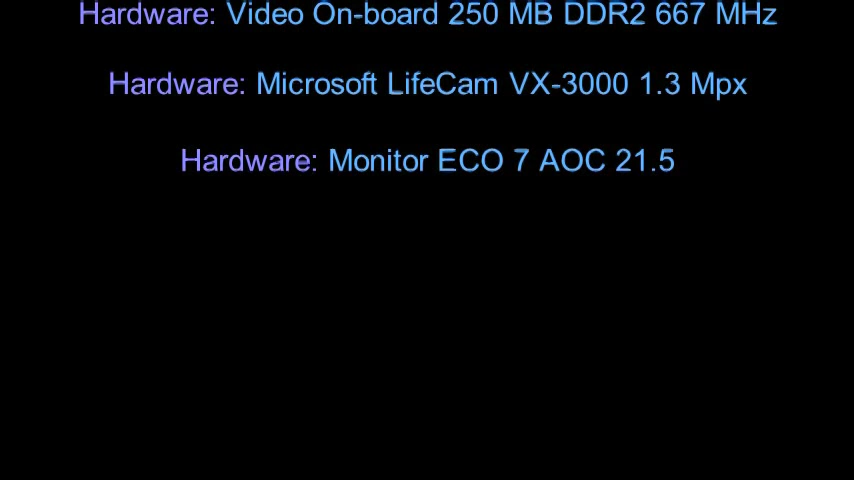 Hardware: Video On-board 250 MB DDR2 667 MHz
Hardware: Microsoft LifeCam VX-3000 1.3 Mpx
Hardware: Monitor ECO 7 AOC 21.5